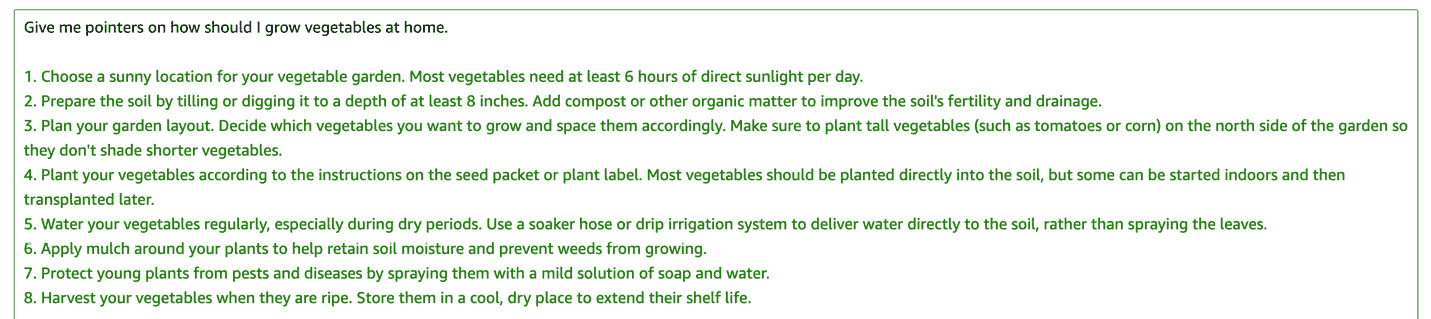 Give me pointers on how should I grow vegetables at home.
1. Choose a sunny location for your vegetable garden. Most vegetables need at least 6 hours of direct sunlight per day.
2. Prepare the soil by tilling or digging it to a depth of at least 8 inches. Add compost or other organic matter to improve the soil's fertility and drainage.
3. Plan your garden layout. Decide which vegetables you want to grow and space them accordingly. Make sure to plant tall vegetables (such as tomatoes or corn) on the north side of the garden so
they don't shade shorter vegetables.
4. Plant your vegetables according to the instructions on the seed packet or plant label. Most vegetables should be planted directly into the soil, but some can be started indoors and then
transplanted later.
5. Water your vegetables regularly, especially during dry periods. Use a soaker hose or drip irrigation system to deliver water directly to the soil, rather than spraying the leaves.
6. Apply mulch around your plants to help retain soil moisture and prevent weeds from growing.
7. Protect young plants from pests and diseases by spraying them with a mild solution of soap and water.
8. Harvest your vegetables when they are ripe. Store them in a cool, dry place to extend their shelf life.